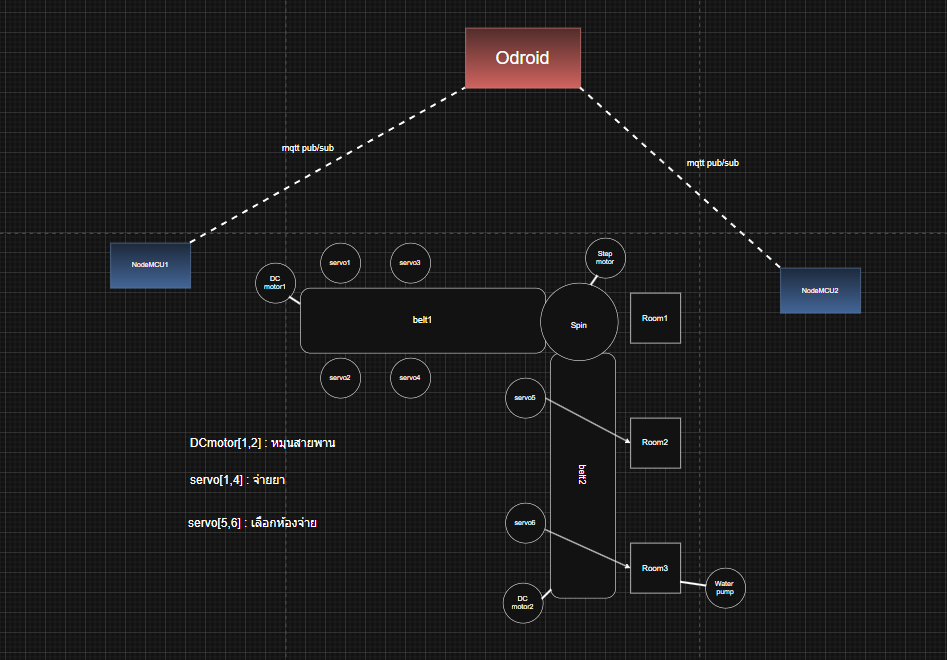 Odroid
mqtt pub/sub
mqtt pub/sub
NodeMCU1
NodeMCU2
servo1
servo3
Step
motor
DC
motor1
belt1
Spin
Room1
servo2
servo4
servo5
Room2
belt2
DCmotor[1,2] : หมุนสายพาน
servo[1,4] : จ่ายยา
servo[5,6] : เลือกห้องจ่าย
servo6
Room3
Water
pump
DC
motor2